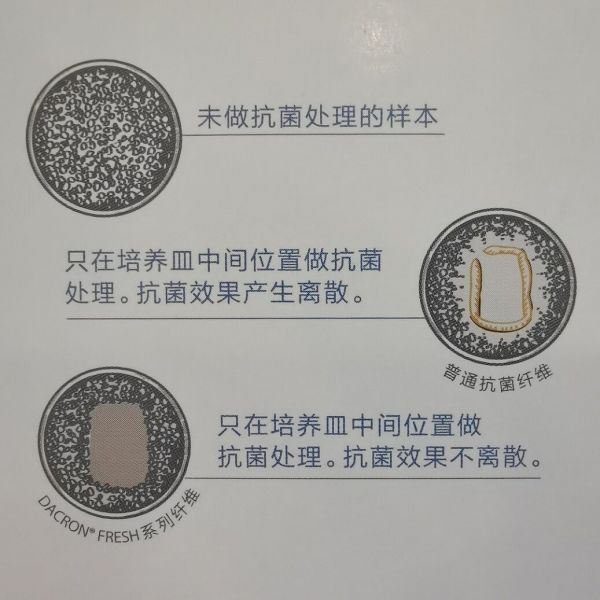 未做抗菌处理的样本
只在培养皿中间位置做抗菌
处理。抗菌效果产生离散。
普通抗菌纤维
只在培养皿中间位置做
抗菌处理。抗菌效果不离散。
DACRON® FRESH系列纤维